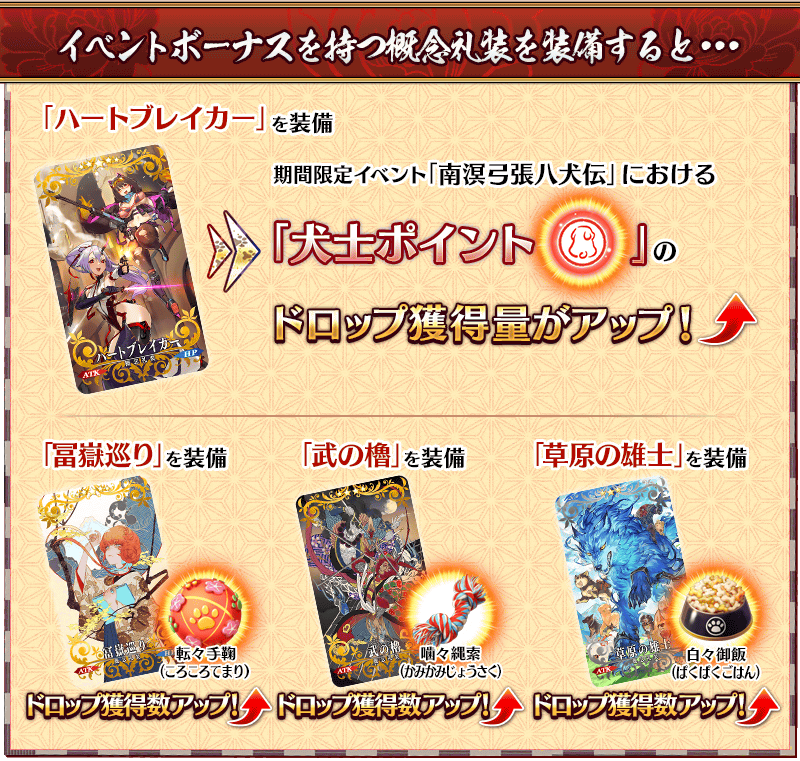 イベントボーナスを持つ概念礼装を装備すると・・・
「ハートブレイカー」を装備
期間限定イベント「南溟弓張八犬伝」における
「犬士ポイント」の
ドロップ獲得量がアップ!
ハートブレイカー
概念礼装
ATK
HP
「冨嶽巡り」を装備
冨嶽巡り
ATK
転々手鞠
(ころころてまり)
ドロップ獲得数アップ!
「武の櫓」を装備
武の櫓
ATK
噛々縄索
(かみかみじょうさく)
ドロップ獲得数アップ!
「草原の雄士」を装備
草原の雄士
ATK
白々御飯
(ぱくぱくごはん)
ドロップ獲得数アップ!